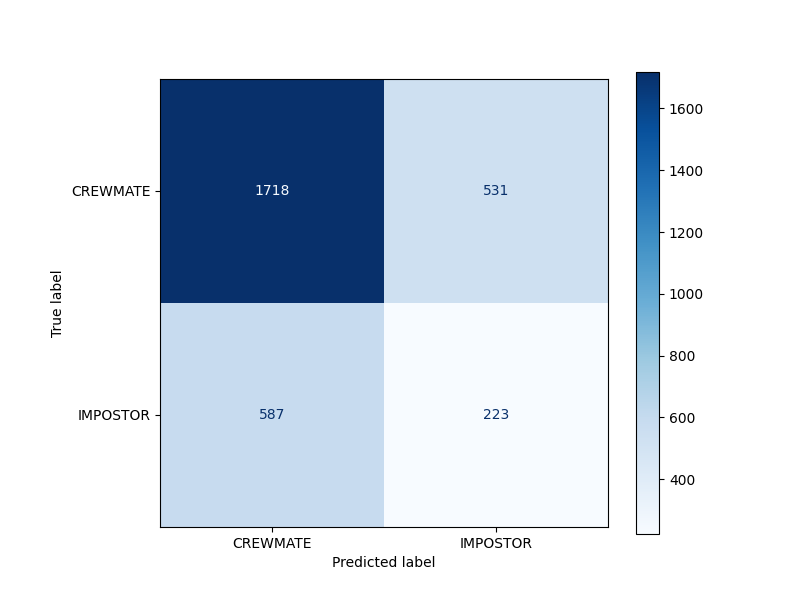 CREWMATE
IMPOSTOR
True label
1718
531
587
223
CREWMATE
IMPOSTOR
Predicted label
1600
1400
1200
1000
800
600
400